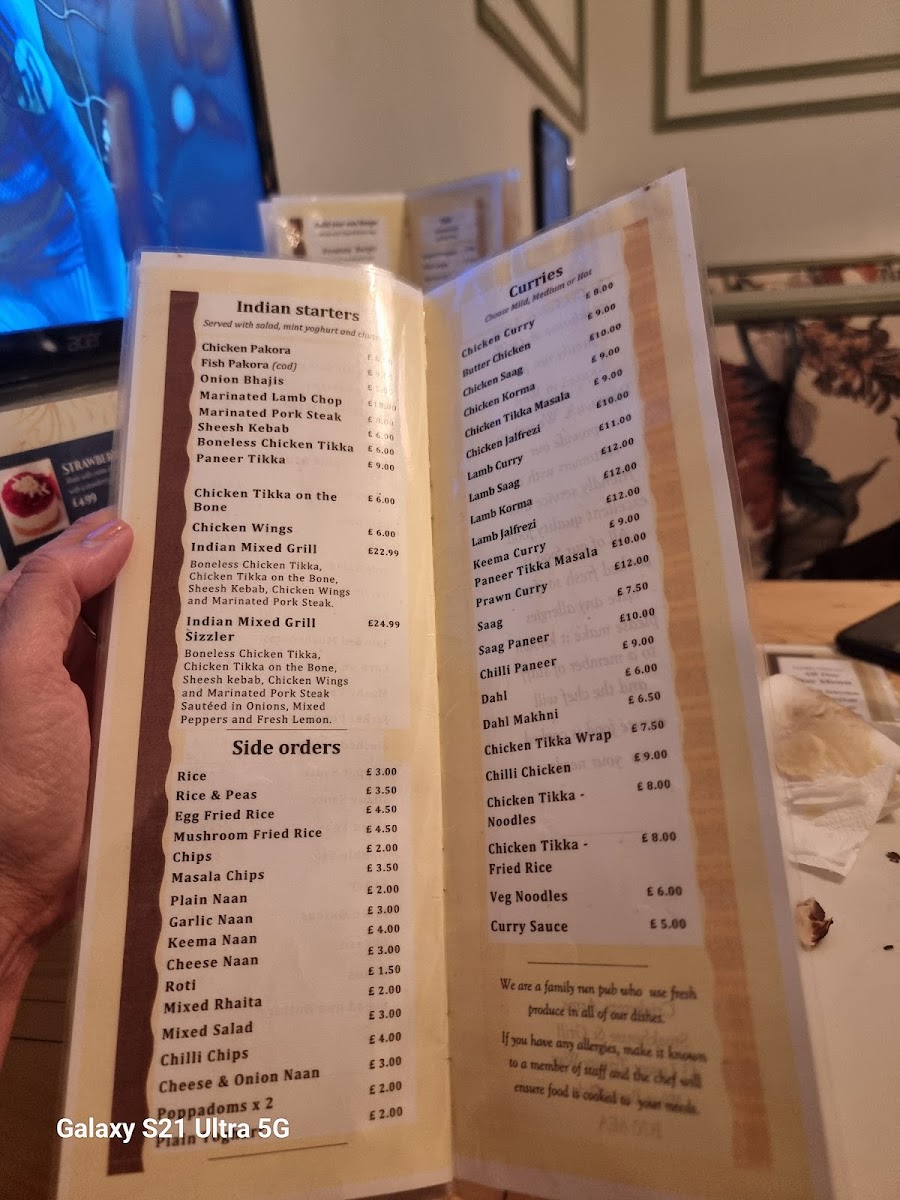 STRAWBER
£4.99
Indian starters
Served with salad, mint yoghurt and
Chicken Pakora
Fish Pakora (cod)
Onion Bhajis
Marinated Lamb Chop £10.00
Marinated Pork Steak £ 8.00
Sheesh Kebab £ 6.00
Boneless Chicken Tikka £ 6.00
Paneer Tikka £ 9.00
Chicken Tikka on the £ 6.00
Bone
Chicken Wings £ 6.00
Indian Mixed Grill £22.99
Boneless Chicken Tikka,
Chicken Tikka on the Bone,
Sheesh Kebab, Chicken Wings
and Marinated Pork Steak.
Indian Mixed Grill £24.99
Sizzler
Boneless Chicken Tikka,
Chicken Tikka on the Bone,
Sheesh kebab, Chicken Wings
and Marinated Pork Steak
Sautéed in Onions, Mixed
Peppers and Fresh Lemon.
Side orders
Rice £ 3.00
Rice & Peas £ 3.50
Egg Fried Rice £ 4.50
Mushroom Fried Rice £ 4.50
Chips £ 2.00
Masala Chips £ 3.50
Plain Naan £ 2.00
Garlic Naan £ 3.00
Keema Naan £ 4.00
Cheese Naan £ 3.00
Roti £ 1.50
Mixed Rhaita £ 2.00
Mixed Salad £ 3.00
Chilli Chips £ 4.00
Cheese & Onion Naan £ 3.00
Poppadoms x 2 £ 2.00
Plain Yoghurt £ 2.00
Curries
Choose Mild, Medium or Hot
Chicken Curry £ 8.00
Butter Chicken £ 9.00
Chicken Saag £10.00
Chicken Korma £ 9.00
Chicken Tikka Masala £ 9.00
Chicken Jalfrezi £10.00
Lamb Curry £11.00
Lamb Saag £12.00
Lamb Korma £12.00
Lamb Jalfrezi £12.00
Keema Curry £ 9.00
Paneer Tikka Masala £10.00
Prawn Curry £12.00
Saag £ 7.50
Saag Paneer £10.00
Chilli Paneer £ 9.00
Dahl £ 6.00
Dahl Makhni £ 6.50
Chicken Tikka Wrap £ 7.50
Chilli Chicken £ 9.00
Chicken Tikka - £ 8.00
Noodles
Chicken Tikka - £ 8.00
Fried Rice
Veg Noodles £ 6.00
Curry Sauce £ 5.00
We are a family run pub who use fresh
produce in all of our dishes.
If you have any allergies, make it known
to a member of staff and the chef will
ensure food is cooked to your needs.
Galaxy S21 Ultra 5G